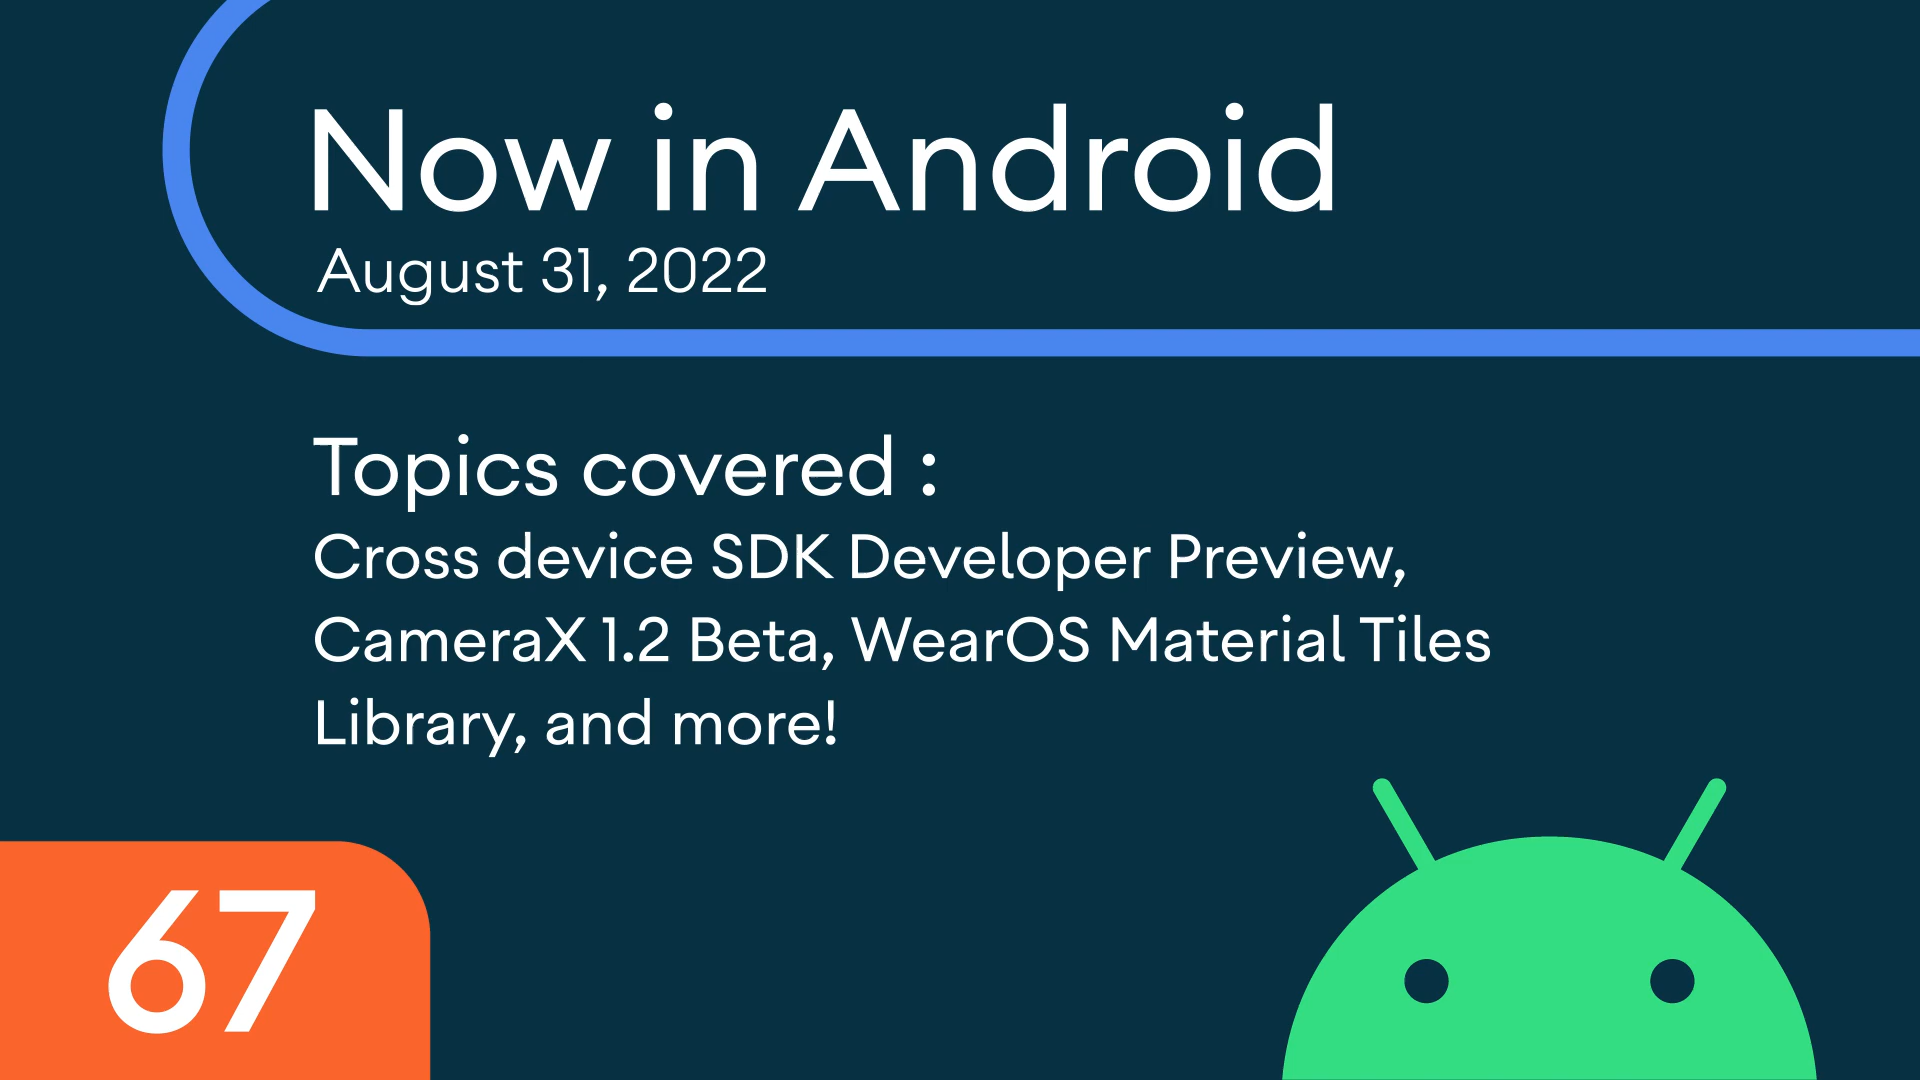 Now in Android
August 31, 2022
Topics covered :
Cross device SDK Developer Preview,
CameraX 1.2 Beta, WearOS Material Tiles
Library, and more!
67